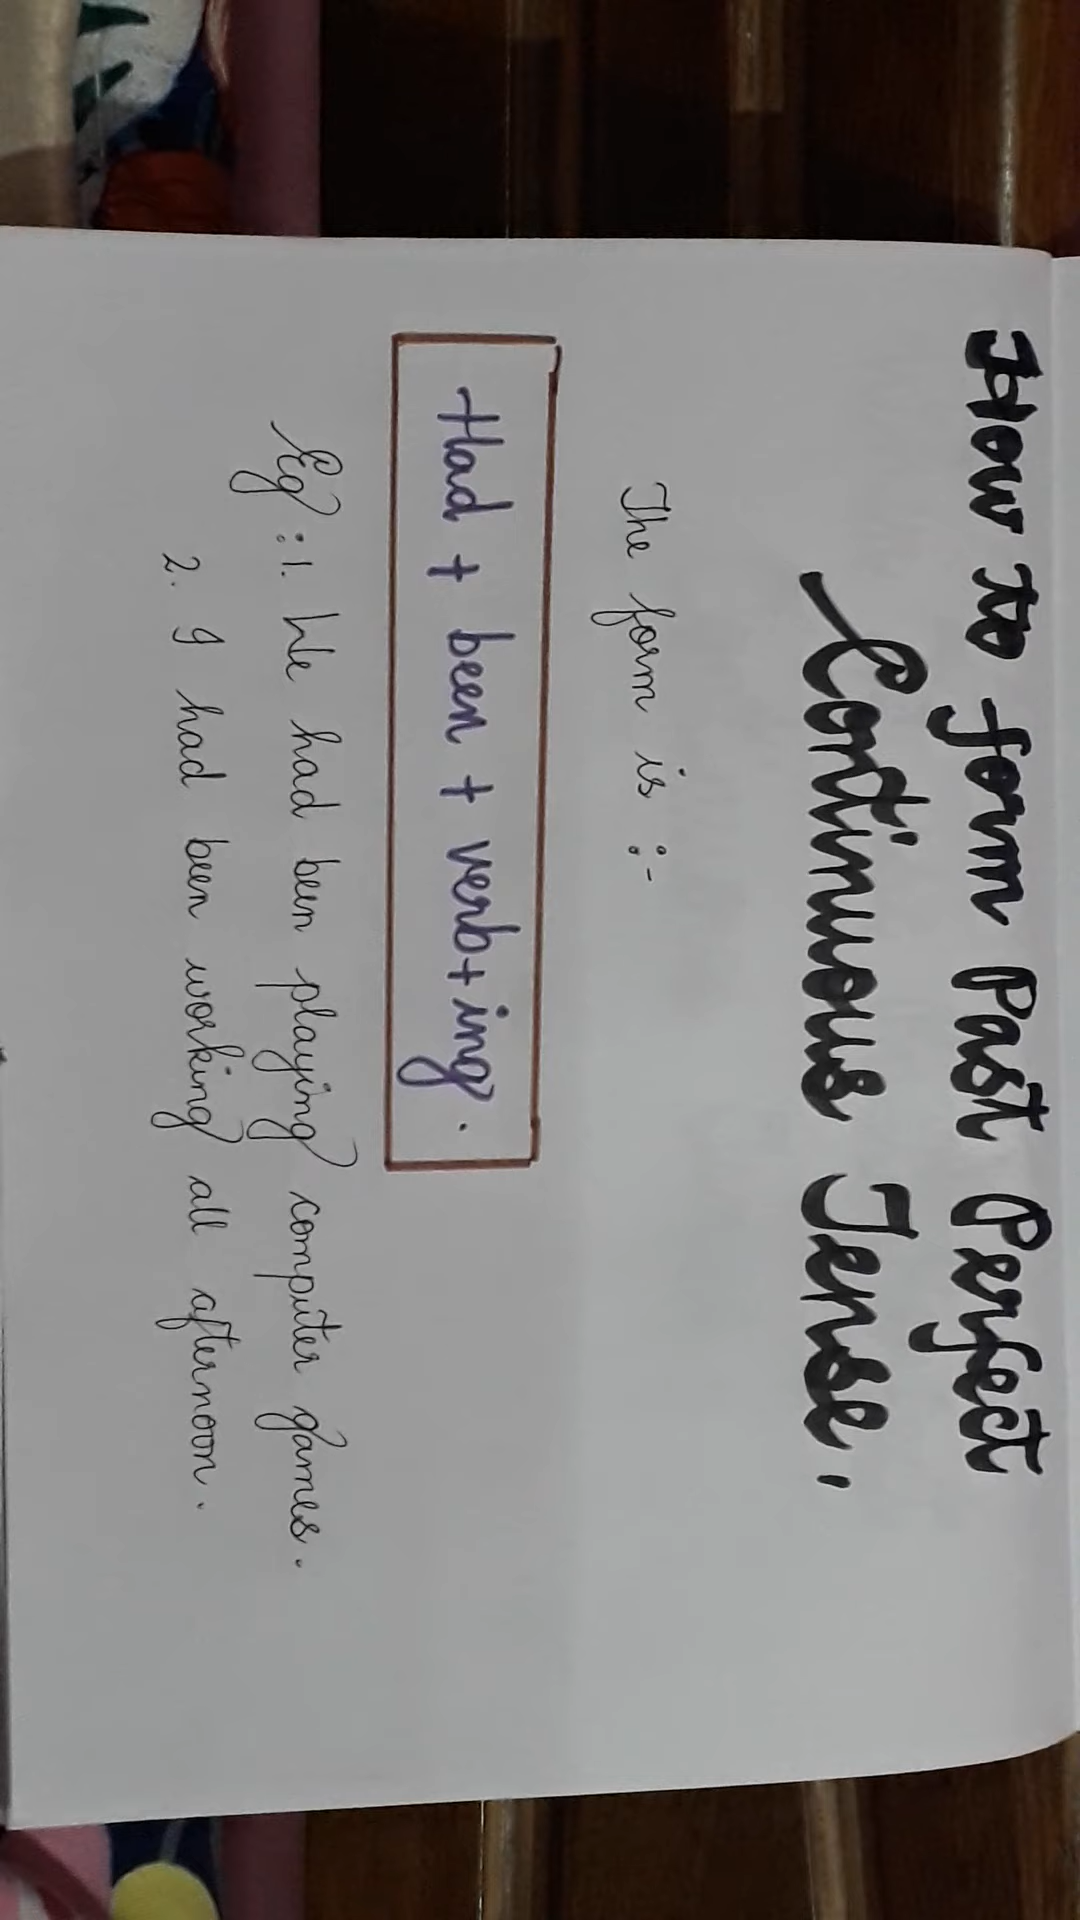 How to form Past Perfect
Continuous Tense.
The form is :-
Had + been + verb+ing.
Eg : 1. We had been playing computer games.
2. I had been working all afternoon.